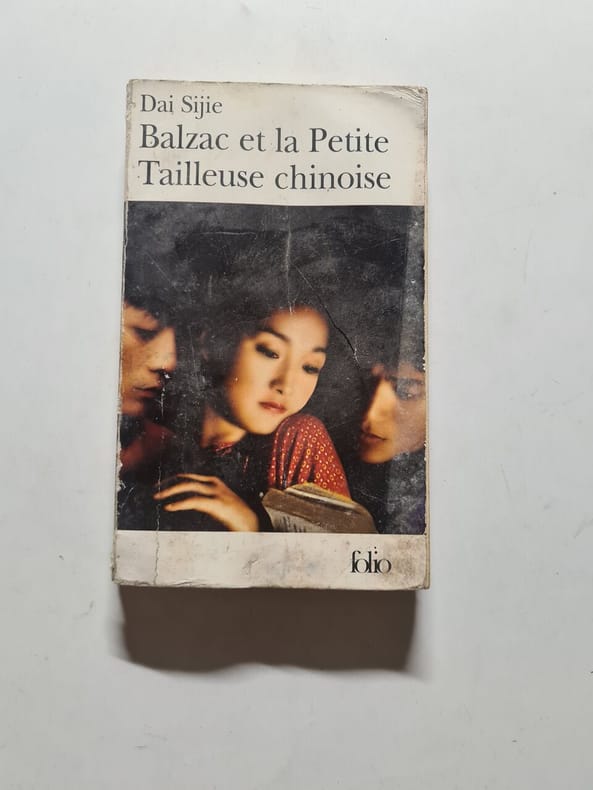 Dai Sijie
Balzac et la Petite
Tailleuse chinoise
folio